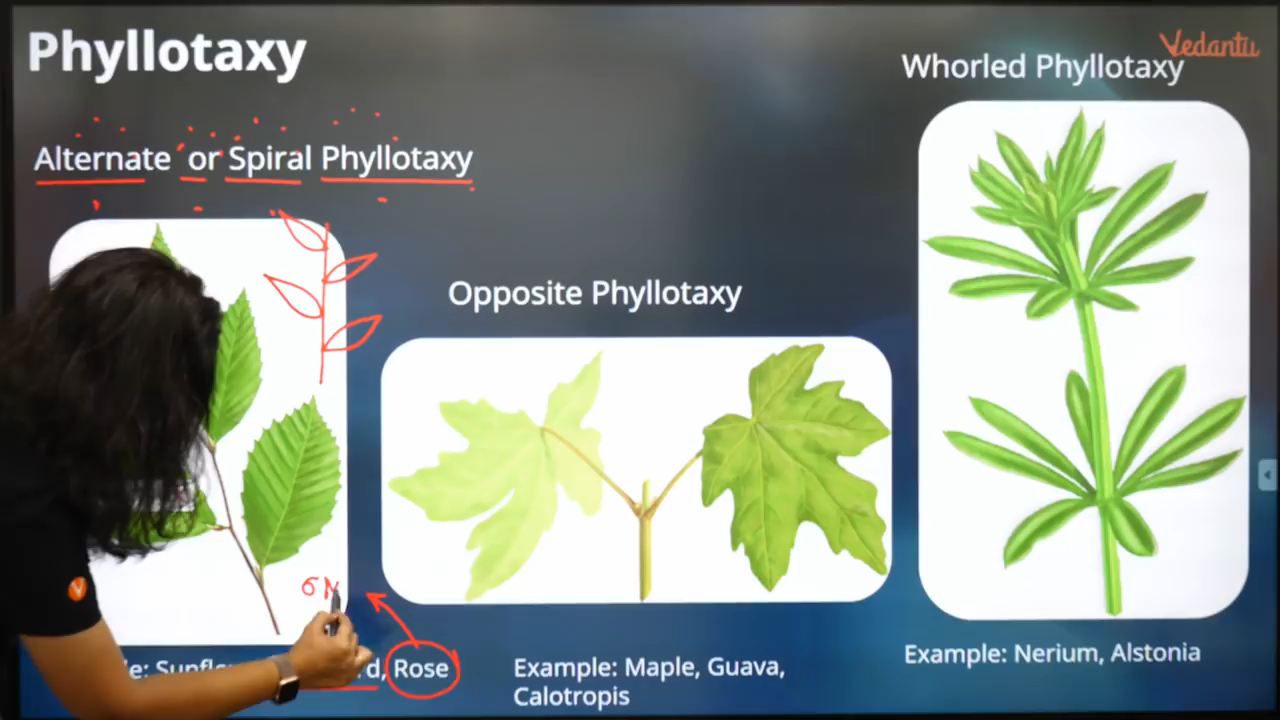 Phyllotaxy
Vedantu
Whorled Phyllotaxy
Alternate or Spiral Phyllotaxy
Opposite Phyllotaxy
Rose
Example: Maple, Guava,
Calotropis
Example: Nerium, Alstonia